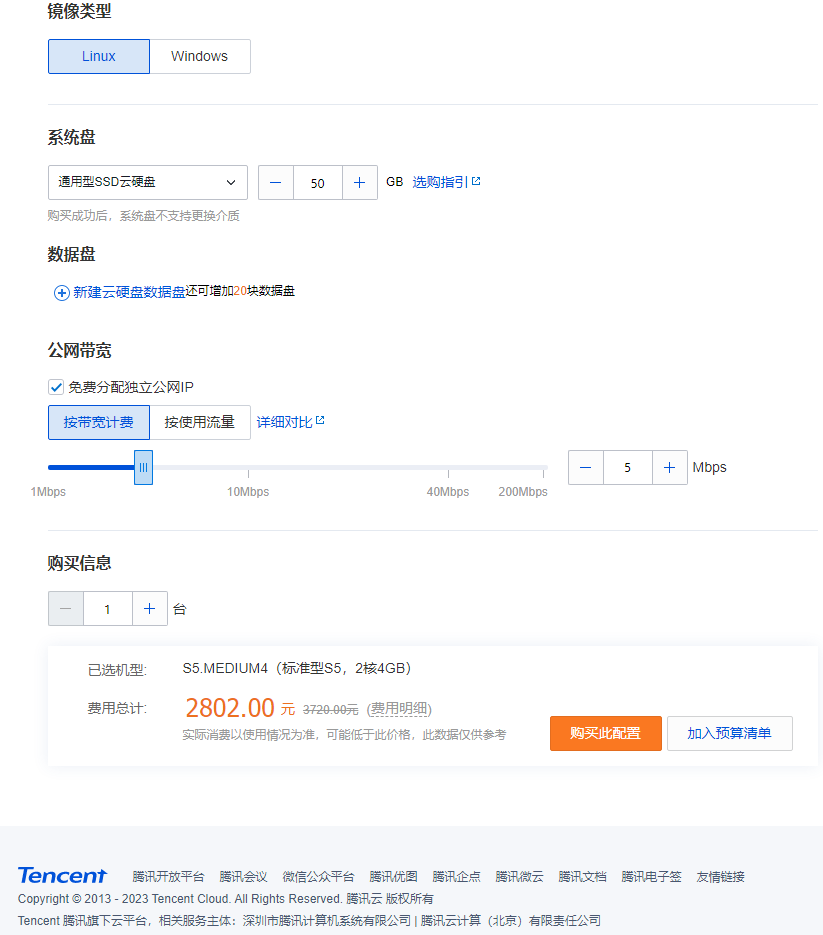 镜像类型
Linux Windows
系统盘
通用型SSD云硬盘 50 GB 选购指引
购买成功后，系统盘不支持更换介质
数据盘
新建云硬盘数据盘还可增加20块数据盘
公网带宽
免费分配独立公网IP
按带宽计费 按使用流量 详细对比
5 Mbps
1Mbps 10Mbps 40Mbps 200Mbps
购买信息
1 台
已选机型: S5.MEDIUM4（标准型S5，2核4GB）
费用总计: 2802.00 元 3720.00元 (费用明细)
实际消费以使用情况为准，可能低于此价格，此数据仅供参考
购买此配置 加入预算清单
Tencent 腾讯开放平台 腾讯会议 微信公众平台 腾讯优图 腾讯企点 腾讯微云 腾讯文档 腾讯电子签 友情链接
Copyright © 2013 - 2023 Tencent Cloud. All Rights Reserved. 腾讯云 版权所有
Tencent 腾讯旗下云平台，相关服务主体：深圳市腾讯计算机系统有限公司 | 腾讯云计算（北京）有限责任公司